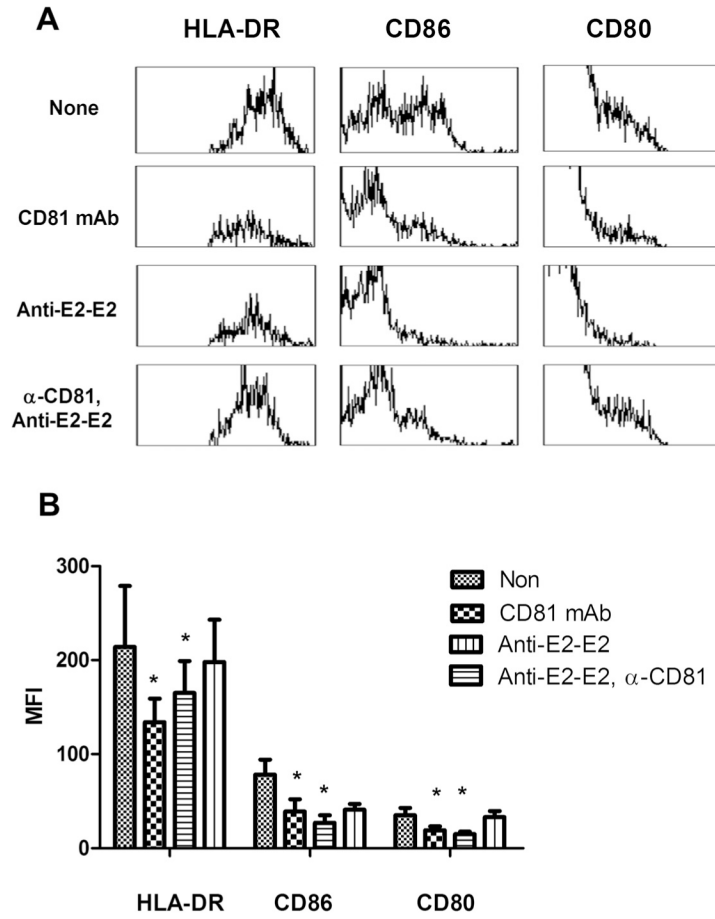 A
HLA-DR CD86 CD80
None
CD81 mAb
Anti-E2-E2
α-CD81,
Anti-E2-E2
B
300
200
100
0
MFI
* * * * * *
Non
CD81 mAb
Anti-E2-E2
Anti-E2-E2, α-CD81
HLA-DR CD86 CD80